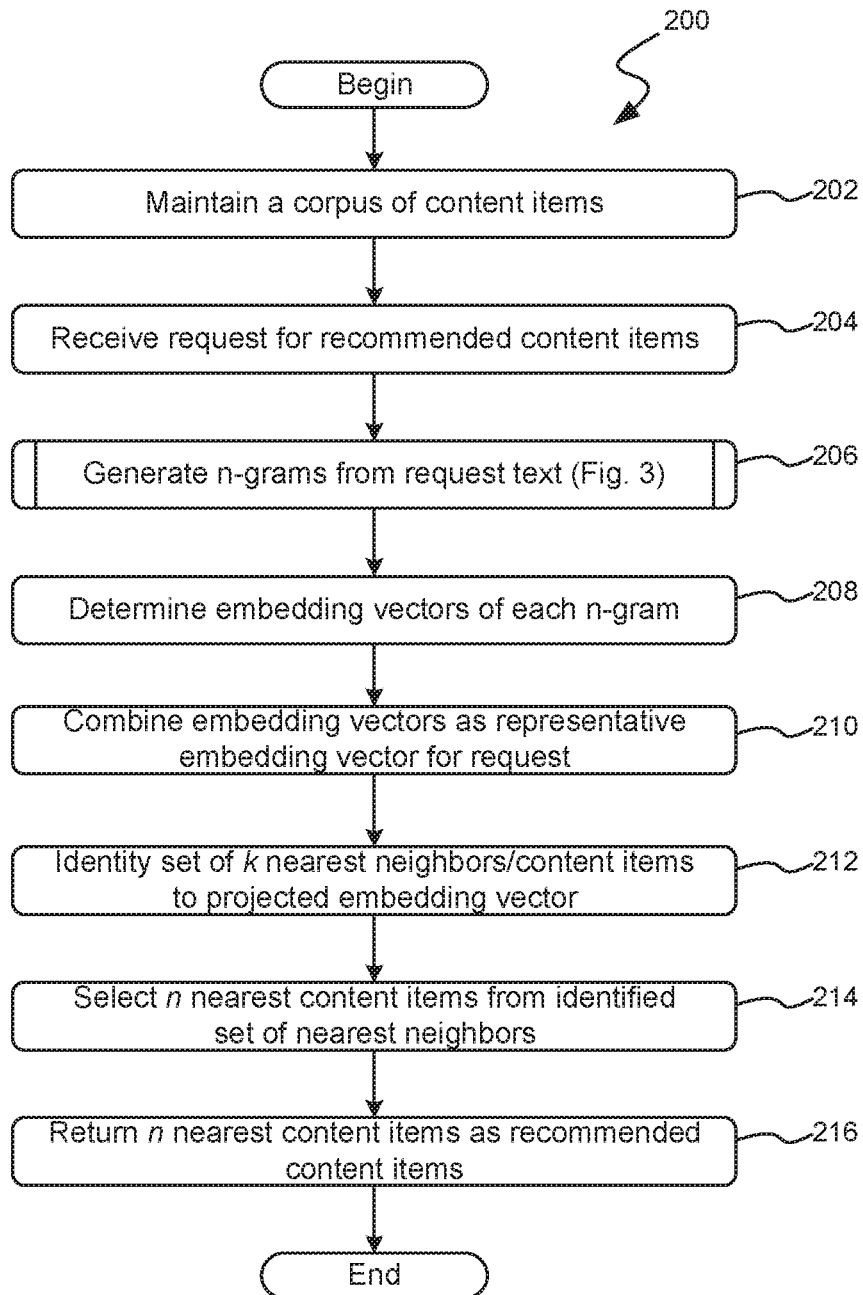 200
Begin
Maintain a corpus of content items
202
Receive request for recommended content items
204
Generate n-grams from request text (Fig. 3)
206
Determine embedding vectors of each n-gram
208
Combine embedding vectors as representative
embedding vector for request
210
Identity set of k nearest neighbors/content items
to projected embedding vector
212
Select n nearest content items from identified
set of nearest neighbors
214
Return n nearest content items as recommended
content items
216
End